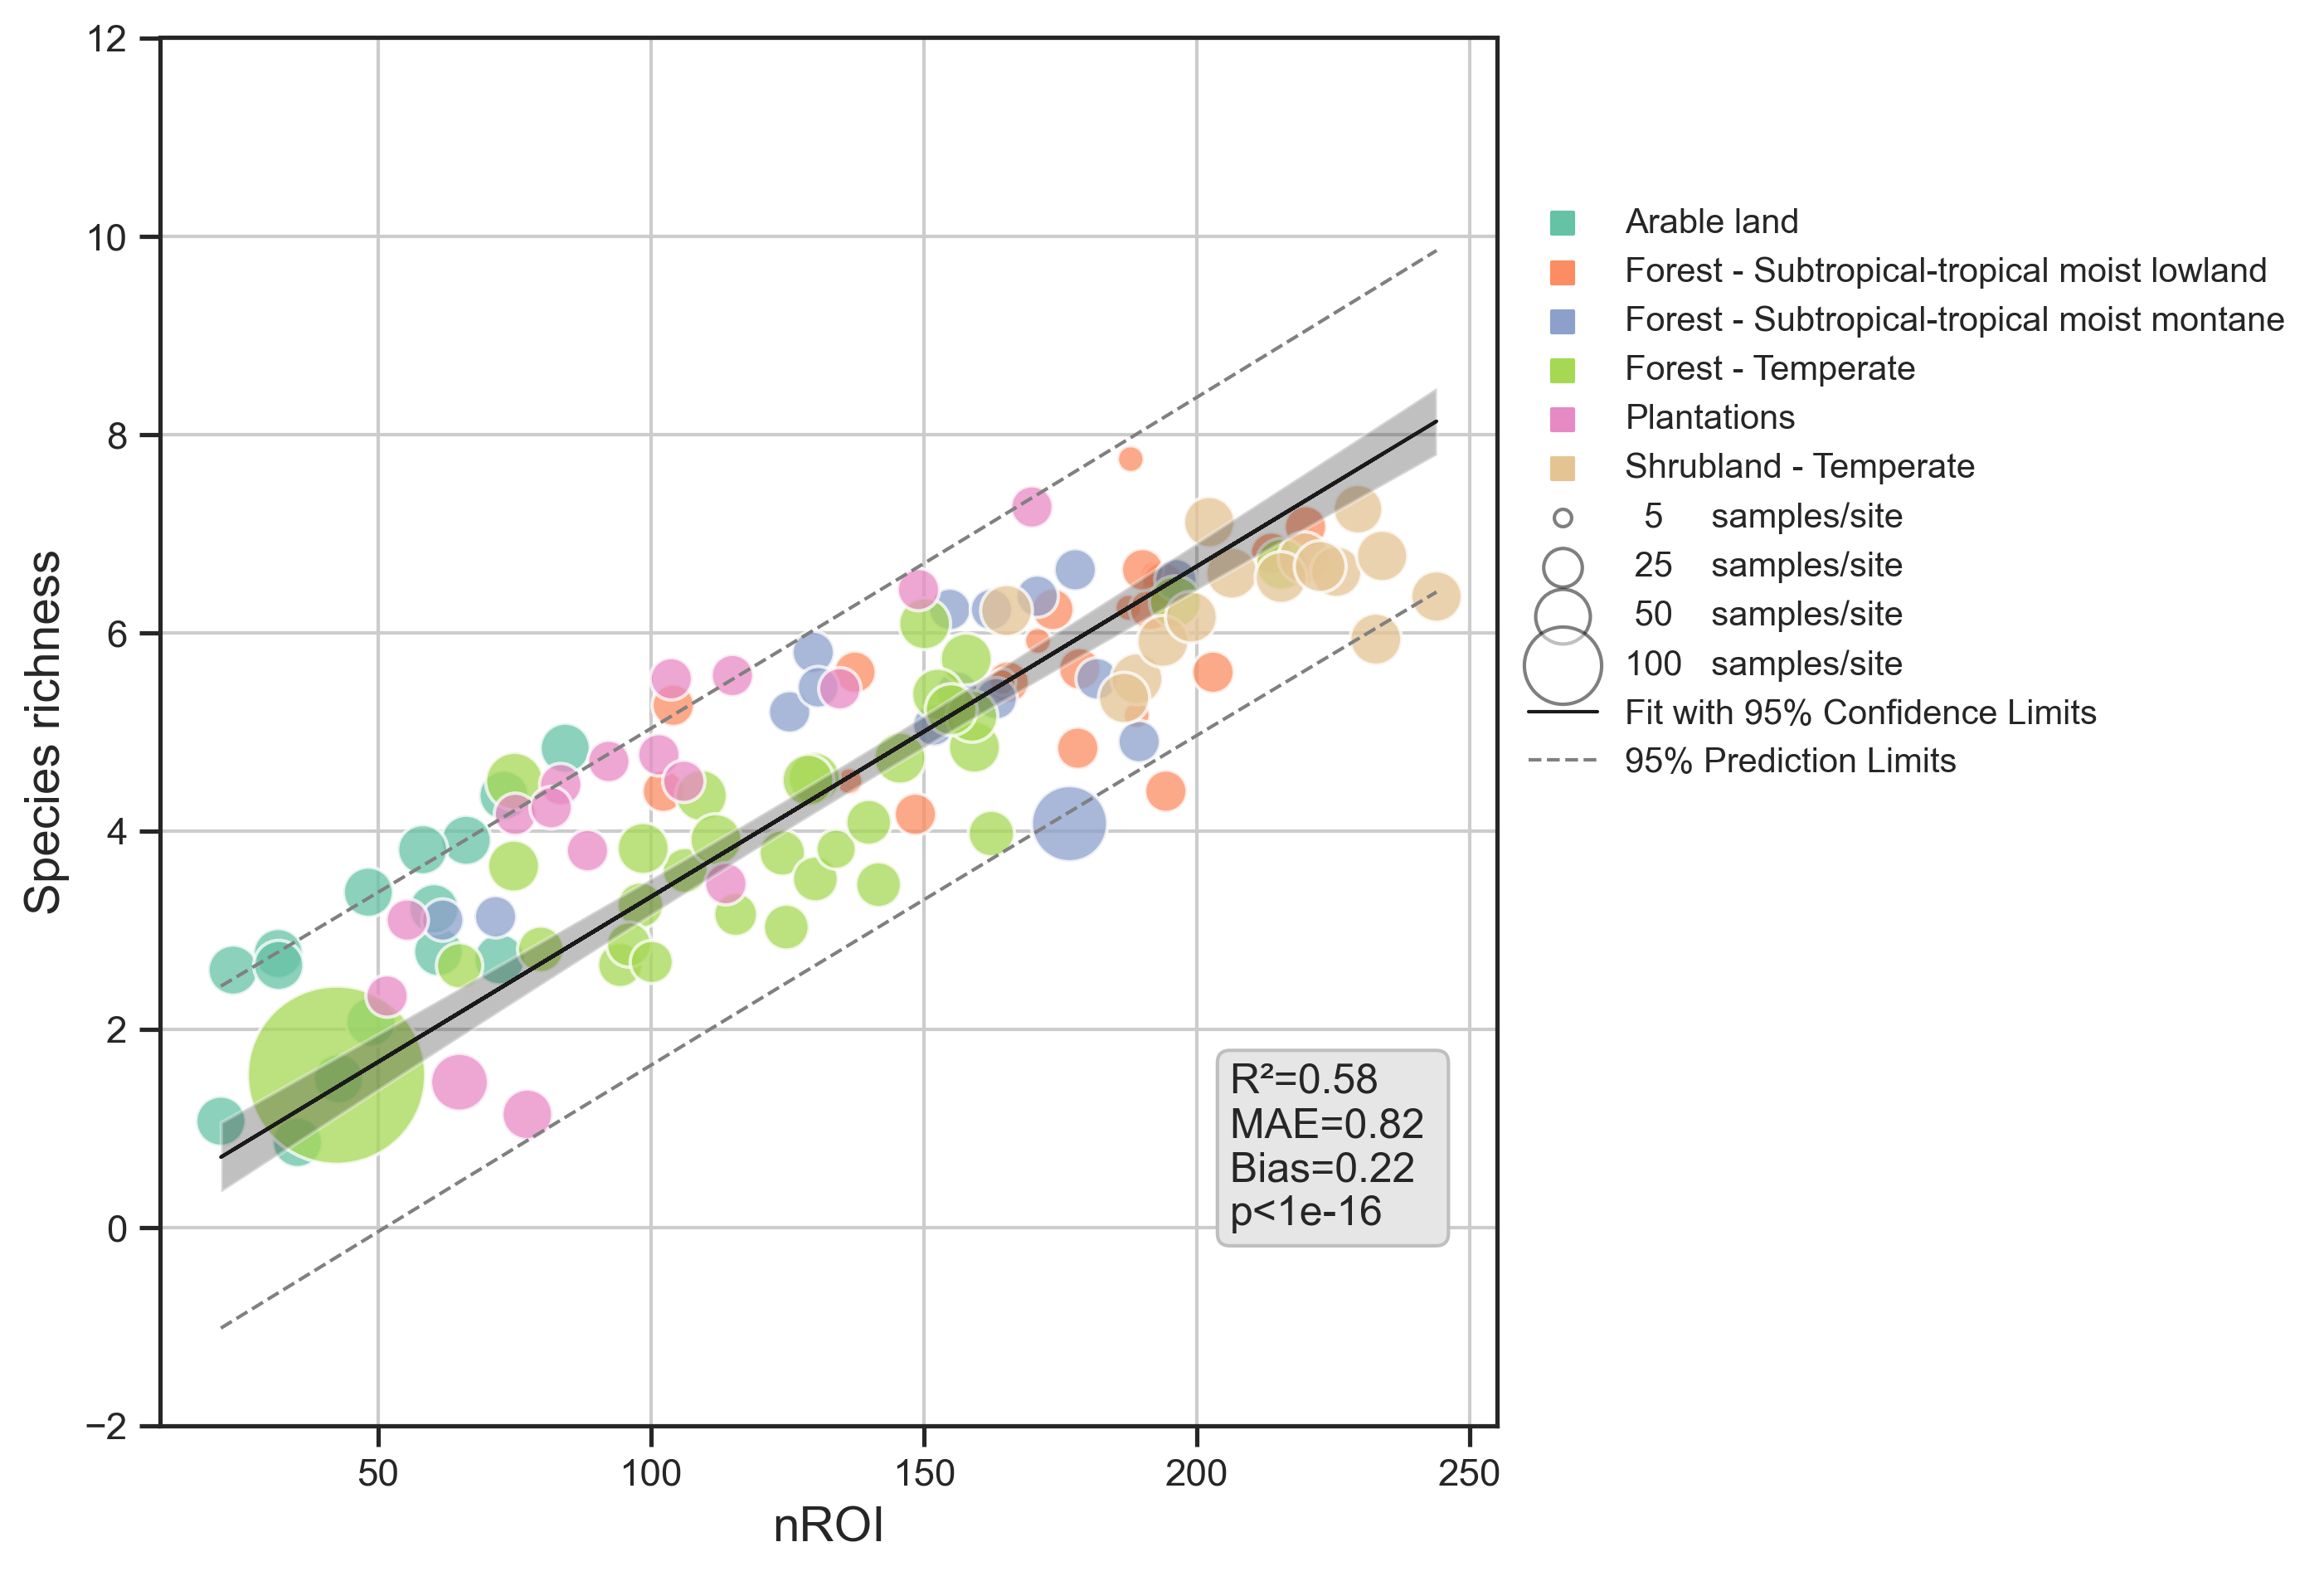 12
10
8
6
4
2
0
−2
Species richness
50
100
150
200
250
nROI
R²=0.58
MAE=0.82
Bias=0.22
p<1e-16
Arable land
Forest - Subtropical-tropical moist lowland
Forest - Subtropical-tropical moist montane
Forest - Temperate
Plantations
Shrubland - Temperate
5 samples/site
25 samples/site
50 samples/site
100 samples/site
Fit with 95% Confidence Limits
95% Prediction Limits